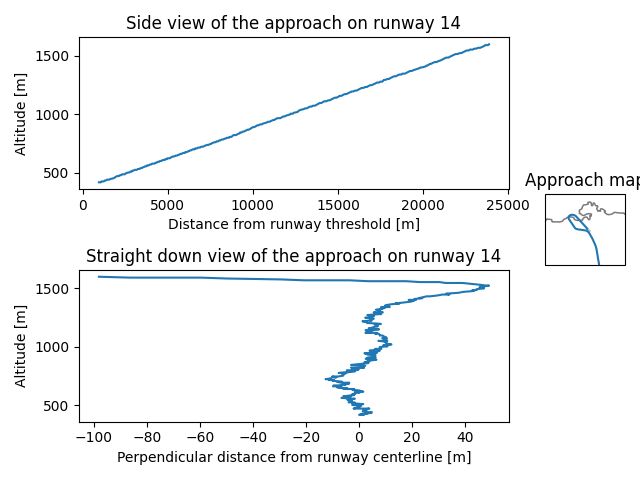 Side view of the approach on runway 14
1500
1000
500
Altitude [m]
0 5000 10000 15000 20000 25000
Distance from runway threshold [m]
Approach map
Straight down view of the approach on runway 14
1500
1000
500
Altitude [m]
−100 −80 −60 −40 −20 0 20 40
Perpendicular distance from runway centerline [m]